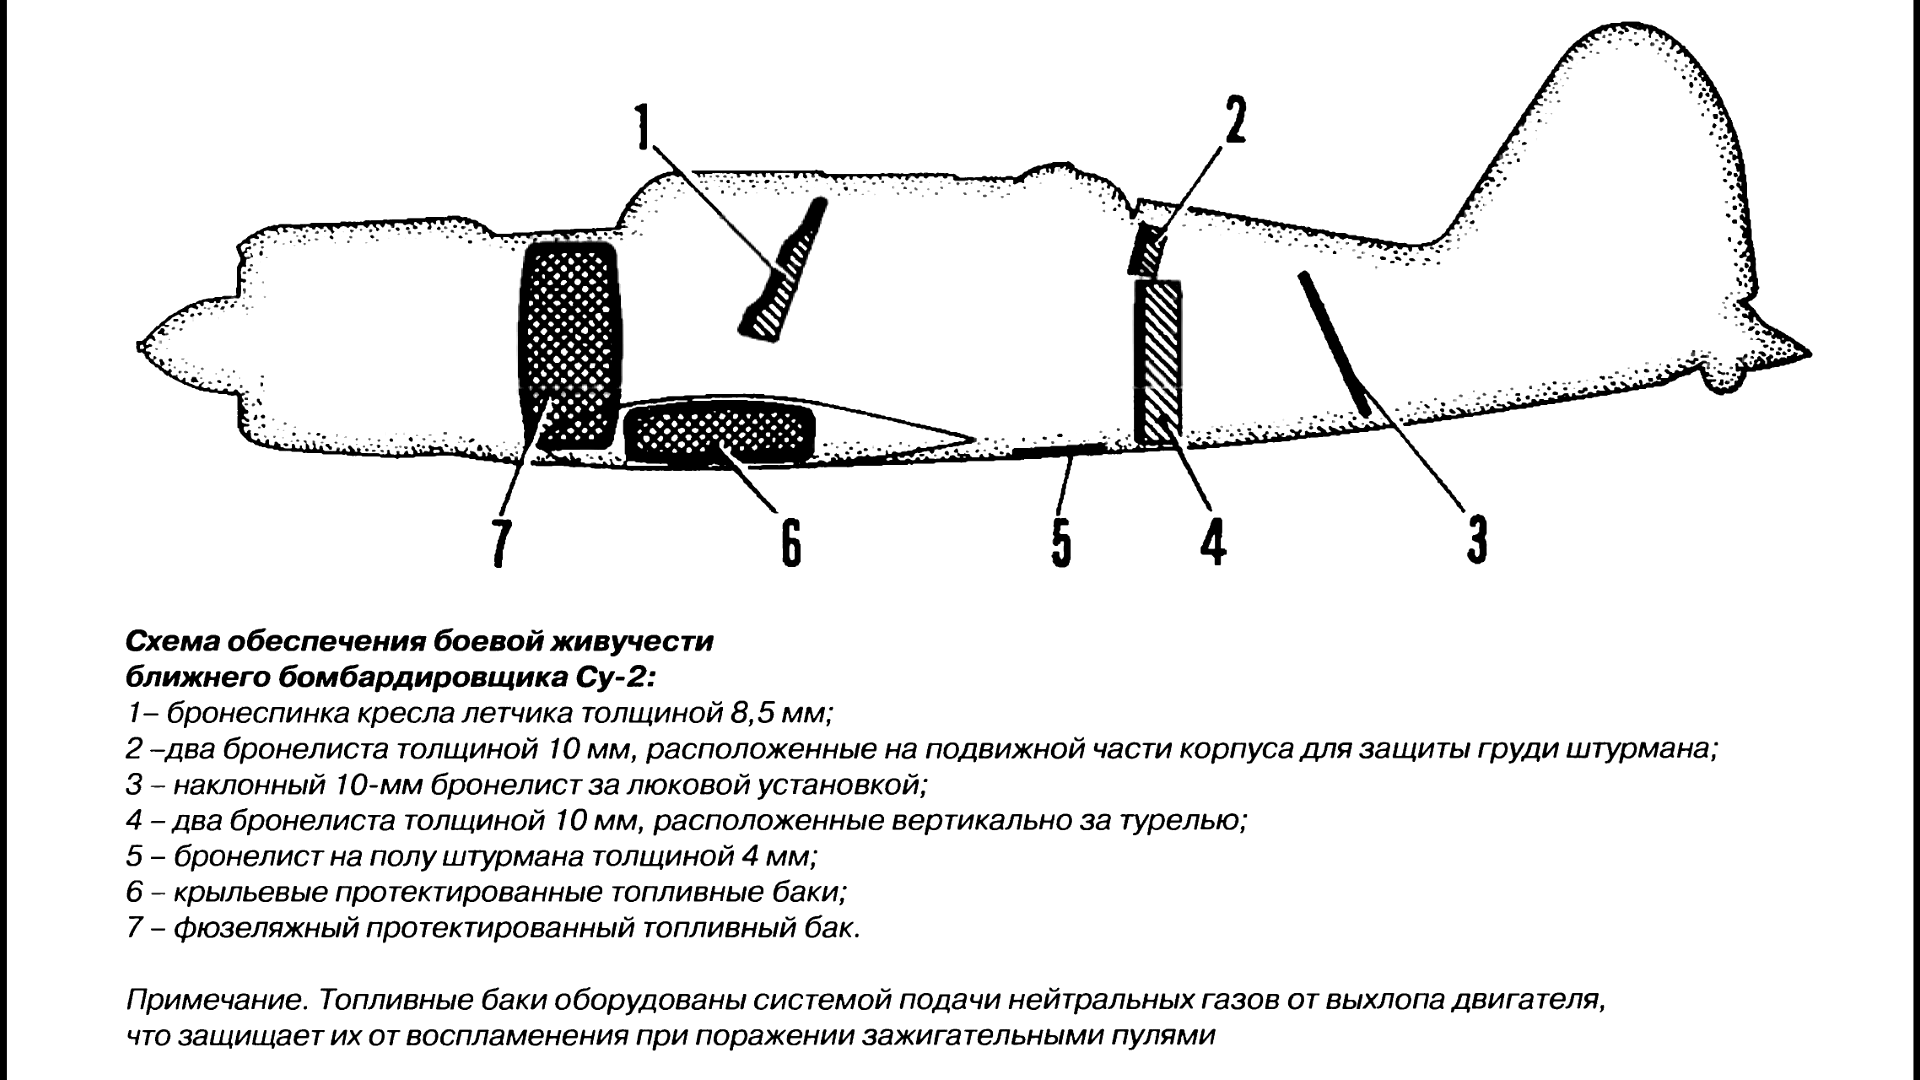 1
2
7
6
5
4
3
Схема обеспечения боевой живучести
ближнего бомбардировщика Су-2:
1– бронеспинка кресла летчика толщиной 8,5 мм;
2 –два бронелиста толщиной 10 мм, расположенные на подвижной части корпуса для защиты груди штурмана;
3 – наклонный 10-мм бронелист за люковой установкой;
4 – два бронелиста толщиной 10 мм, расположенные вертикально за турелью;
5 – бронелист на полу штурмана толщиной 4 мм;
6 – крыльевые протектированные топливные баки;
7 – фюзеляжный протектированный топливный бак.
Примечание. Топливные баки оборудованы системой подачи нейтральных газов от выхлопа двигателя,
что защищает их от воспламенения при поражении зажигательными пулями